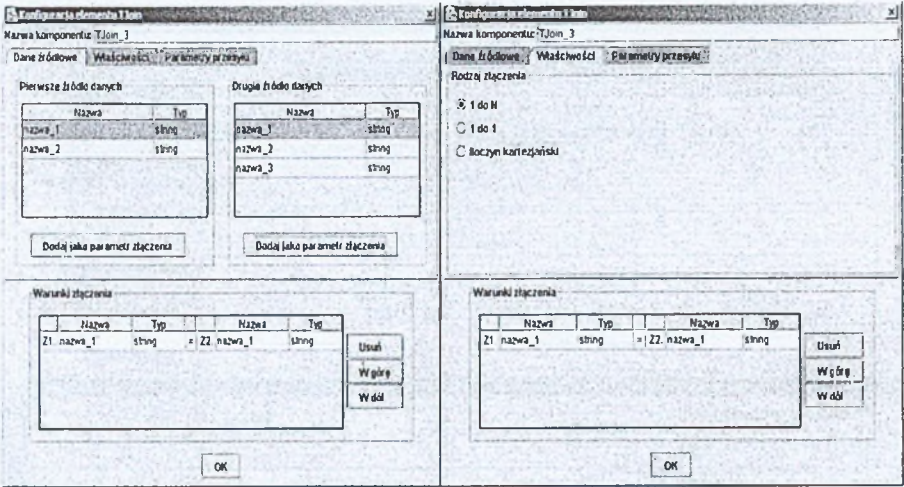 Konfiguracja elementu TJoin
Nazwa komponentu: TJoin_3
Dane źródłowe Właściwości Parametry przesyłu
Pierwsze źródło danych
Nazwa Typ
nazwa_1 string
nazwa_2 string
Dodaj jako parametr złączenia
Drugie źródło danych
Nazwa Typ
nazwa_1 string
nazwa_2 string
nazwa_3 string
Dodaj jako parametr złączenia
Warunki złączenia
Nazwa Typ Nazwa Typ
Z1. nazwa_1 string = Z2. nazwa_1 string
Usuń
W górę
W dół
OK
Konfiguracja elementu TJoin
Nazwa komponentu: TJoin_3
Dane źródłowe Właściwości Parametry przesyłu
Rodzaj złączenia
1 do N
1 do 1
Iloczyn kartezjański
Warunki złączenia
Nazwa Typ Nazwa Typ
Z1. nazwa_1 string = Z2. nazwa_1 string
Usuń
W górę
W dół
OK